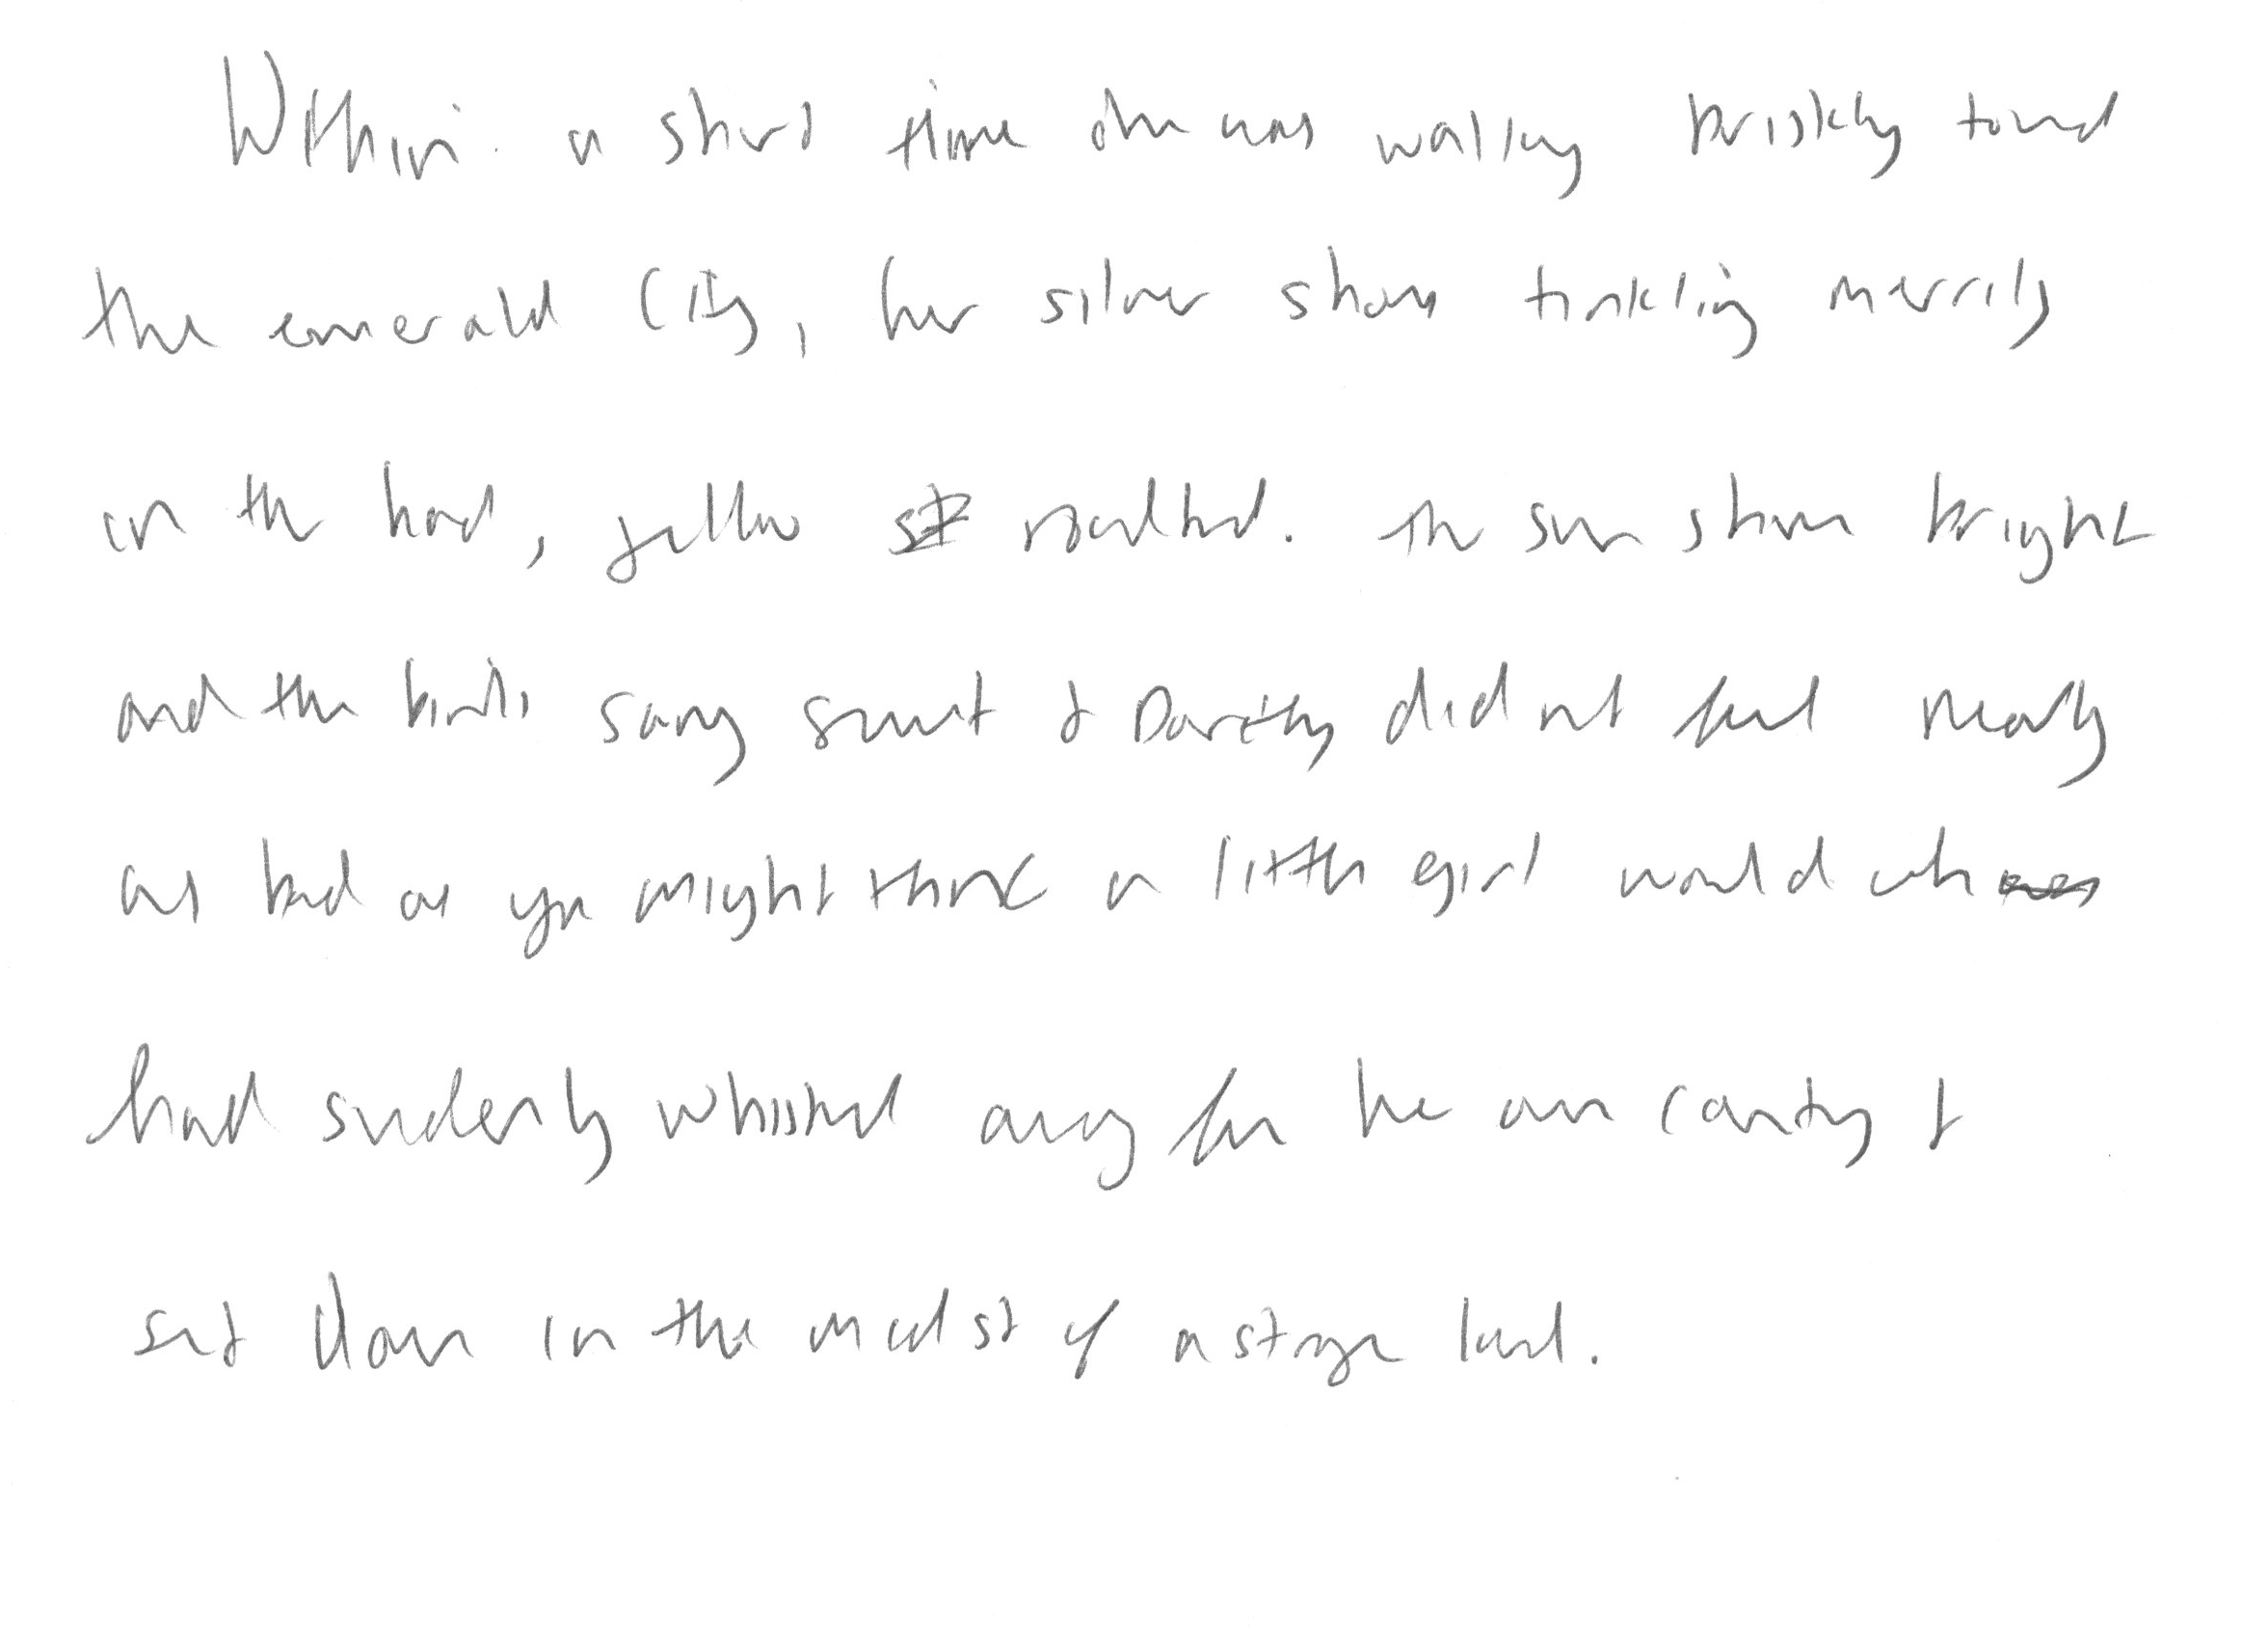 Within a short time she was walking briskly toward
the emerald City, her silver shoes tinkling merrily
on the hard, yellow roadbed. The sun shone bright
and the birds sang sweet & Dorothy did not feel nearly
as bad as you might think a little girl would who
had suddenly whisked away from her own country &
set down in the midst of a strange land.